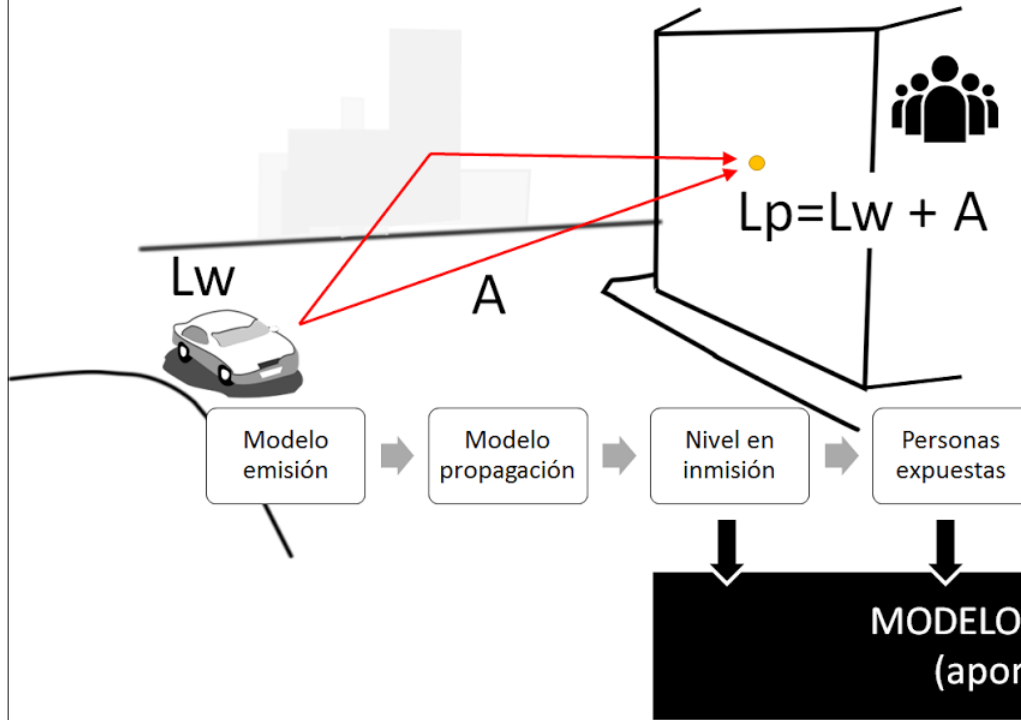 Lp=Lw + A
Lw
A
Modelo
emisión
Modelo
propagación
Nivel en
inmisión
Personas
expuestas
MODELO
(apor